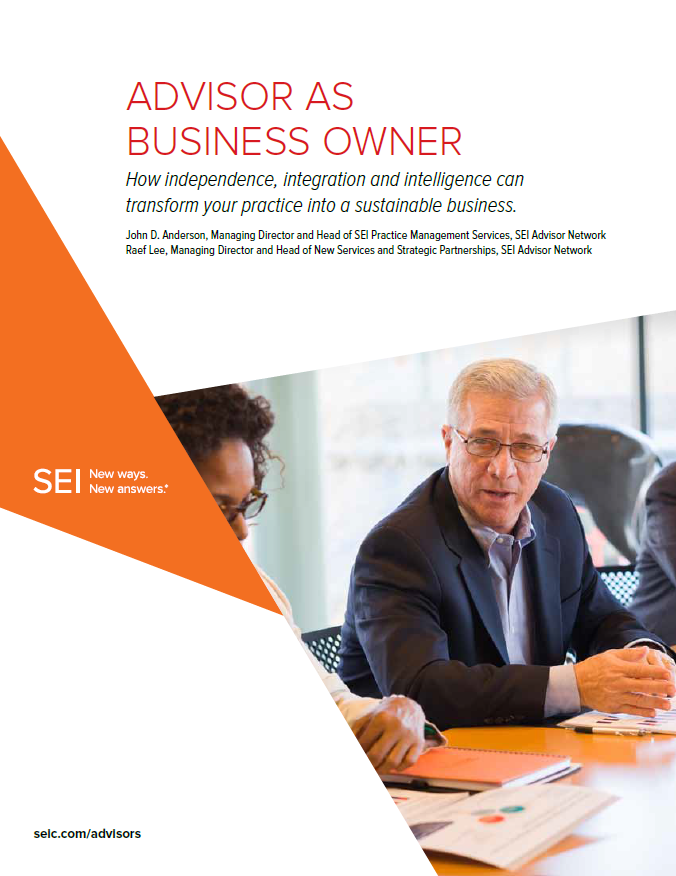 ADVISOR AS
BUSINESS OWNER
How independence, integration and intelligence can
transform your practice into a sustainable business.
John D. Anderson, Managing Director and Head of SEI Practice Management Services, SEI Advisor Network
Raef Lee, Managing Director and Head of New Services and Strategic Partnerships, SEI Advisor Network
SEI New ways.
New answers.®
seic.com/advisors